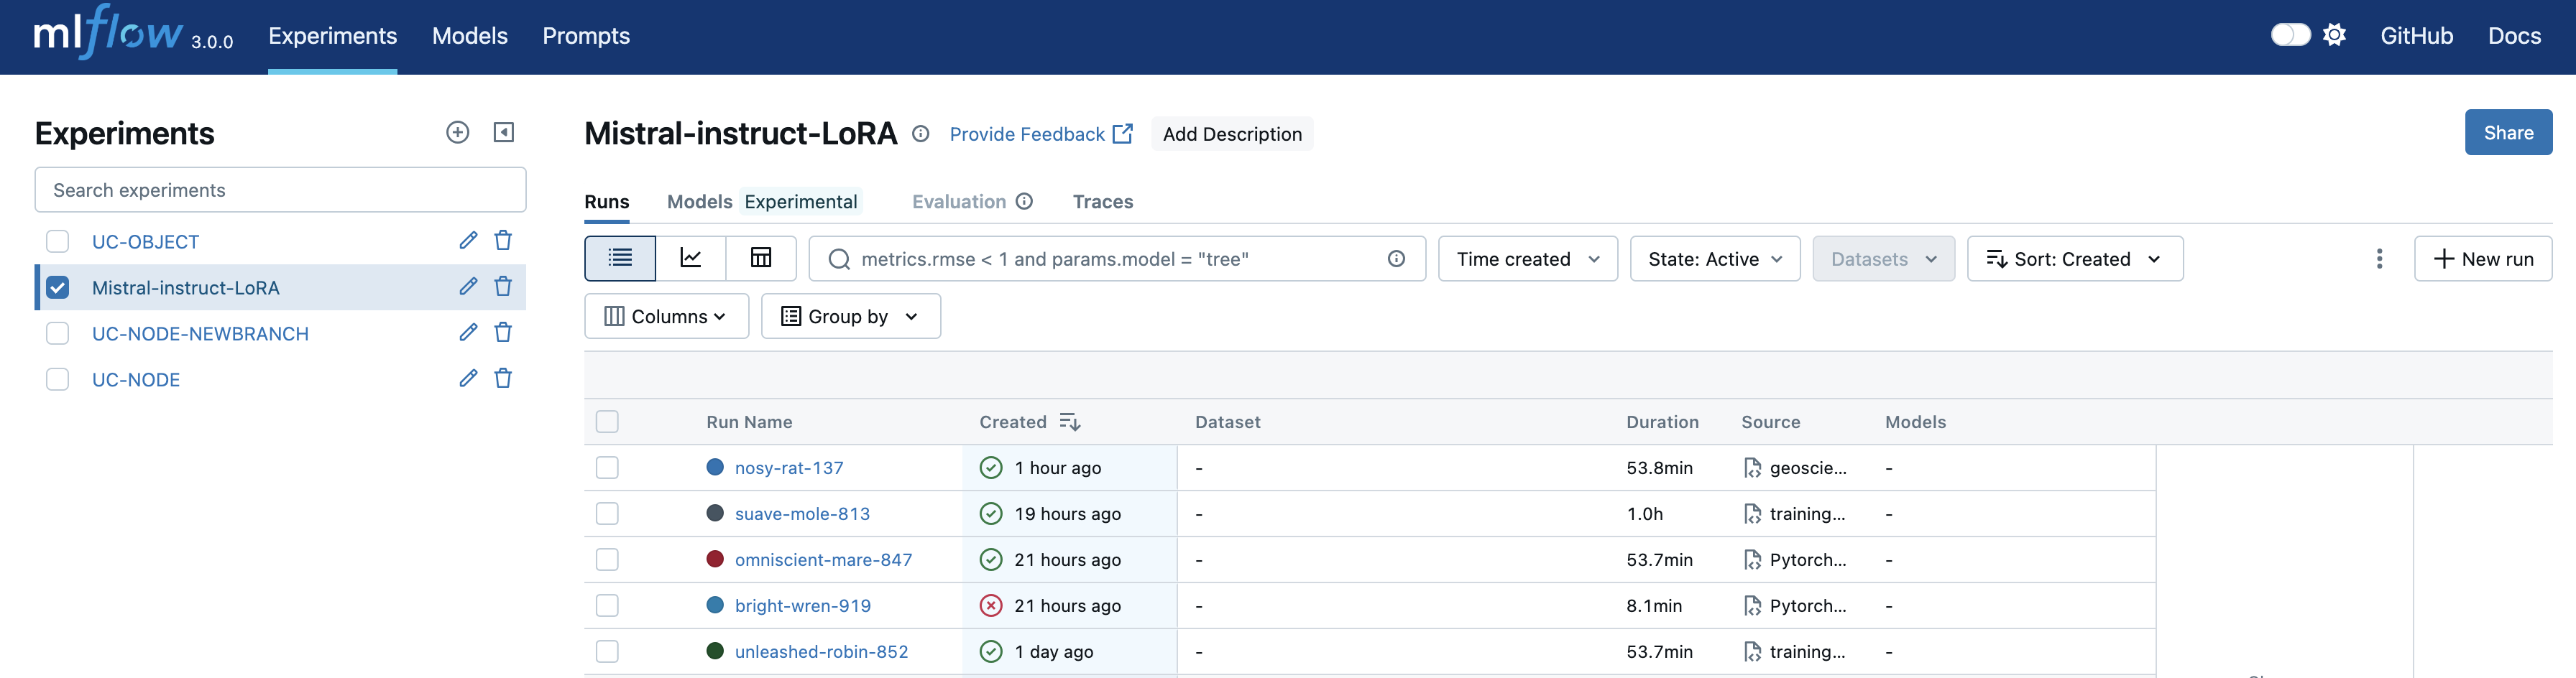 mlflow 3.0.0 Experiments Models Prompts GitHub Docs
Experiments
Search experiments
UC-OBJECT
Mistral-instruct-LoRA
UC-NODE-NEWBRANCH
UC-NODE
Mistral-instruct-LoRA Provide Feedback Add Description Share
Runs Models Experimental Evaluation Traces
metrics.rmse < 1 and params.model = "tree" Time created State: Active Datasets Sort: Created New run
Columns Group by
Run Name Created Dataset Duration Source Models
nosy-rat-137 1 hour ago - 53.8min geoscie... -
suave-mole-813 19 hours ago - 1.0h training... -
omniscient-mare-847 21 hours ago - 53.7min Pytorch... -
bright-wren-919 21 hours ago - 8.1min Pytorch... -
unleashed-robin-852 1 day ago - 53.7min training... -